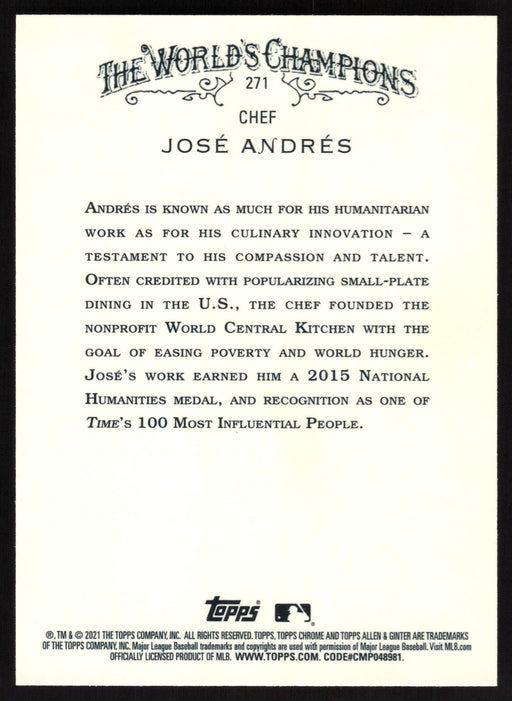 THE WORLD'S CHAMPIONS
271
CHEF
JOSÉ ANDRÉS
ANDRÉS IS KNOWN AS MUCH FOR HIS HUMANITARIAN
WORK AS FOR HIS CULINARY INNOVATION – A
TESTAMENT TO HIS COMPASSION AND TALENT.
OFTEN CREDITED WITH POPULARIZING SMALL-PLATE
DINING IN THE U.S., THE CHEF FOUNDED THE
NONPROFIT WORLD CENTRAL KITCHEN WITH THE
GOAL OF EASING POVERTY AND WORLD HUNGER.
JOSÉ'S WORK EARNED HIM A 2015 NATIONAL
HUMANITIES MEDAL, AND RECOGNITION AS ONE OF
TIME'S 100 MOST INFLUENTIAL PEOPLE.
Topps ®
®, TM & © 2021 THE TOPPS COMPANY, INC. ALL RIGHTS RESERVED. TOPPS, TOPPS CHROME AND TOPPS ALLEN & GINTER ARE TRADEMARKS
OF THE TOPPS COMPANY, INC. Major League Baseball trademarks and copyrights are used with permission of Major League Baseball. Visit MLB.com
OFFICIALLY LICENSED PRODUCT OF MLB. WWW.TOPPS.COM. CODE#CMP048981.